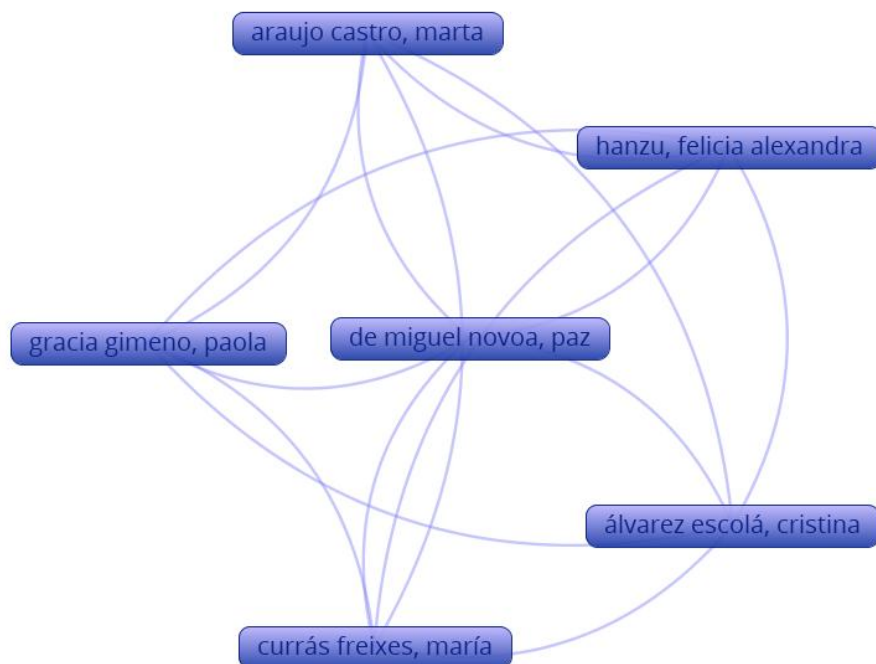 araujo castro, marta
hanzu, felicia alexandra
gracia gimeno, paola
de miguel novoa, paz
álvarez escolá, cristina
currás freixes, maría